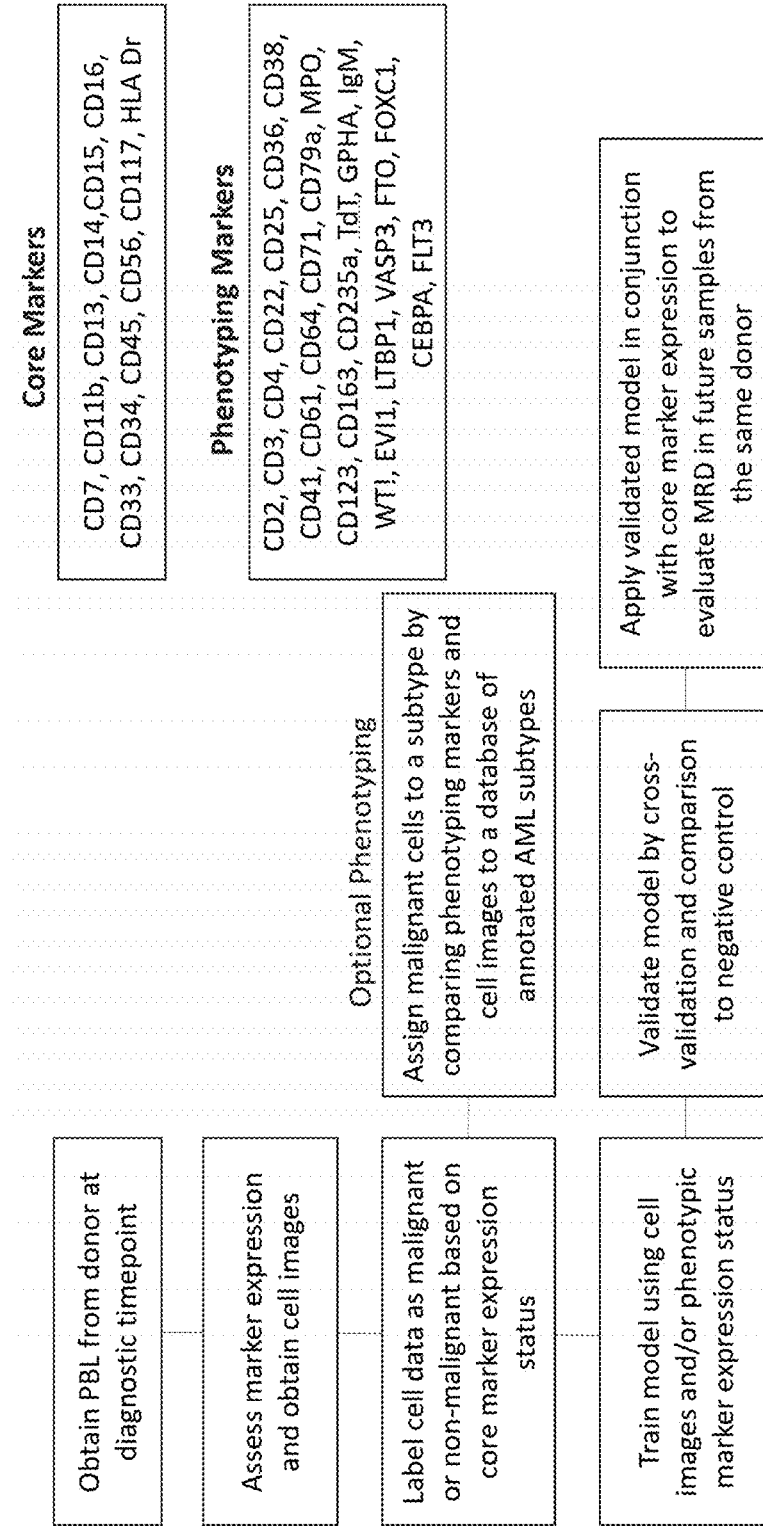 Obtain PBL from donor at
diagnostic timepoint
Assess marker expression
and obtain cell images
Label cell data as malignant
or non-malignant based on
core marker expression
status
Train model using cell
images and/or phenotypic
marker expression status
Optional Phenotyping
Assign malignant cells to a subtype by
comparing phenotyping markers and
cell images to a database of
annotated AML subtypes
Validate model by cross-
validation and comparison
to negative control
Apply validated model in conjunction
with core marker expression to
evaluate MRD in future samples from
the same donor
Core Markers
CD7, CD11b, CD13, CD14,CD15, CD16,
CD33, CD34, CD45, CD56, CD117, HLA Dr
Phenotyping Markers
CD2, CD3, CD4, CD22, CD25, CD36, CD38,
CD41, CD61, CD64, CD71, CD79a, MPO,
CD123, CD163, CD235a, TdT, GPHA, IgM,
WT!, EVI1, LTBP1, VASP3, FTO, FOXC1,
CEBPA, FLT3